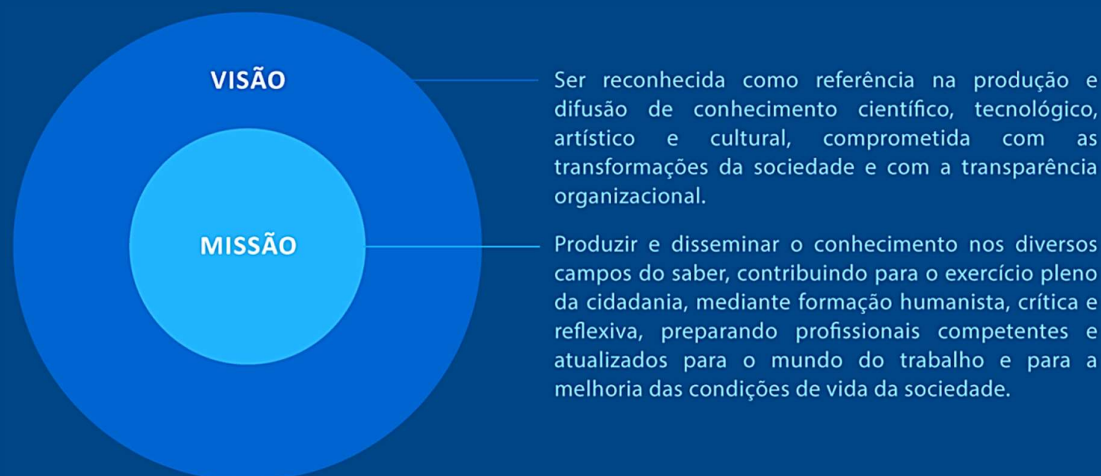 VISÃO
Ser reconhecida como referência na produção e
difusão de conhecimento científico, tecnológico,
artístico e cultural, comprometida com as
transformações da sociedade e com a transparência
organizacional.
MISSÃO
Produzir e disseminar o conhecimento nos diversos
campos do saber, contribuindo para o exercício pleno
da cidadania, mediante formação humanista, crítica e
reflexiva, preparando profissionais competentes e
atualizados para o mundo do trabalho e para a
melhoria das condições de vida da sociedade.